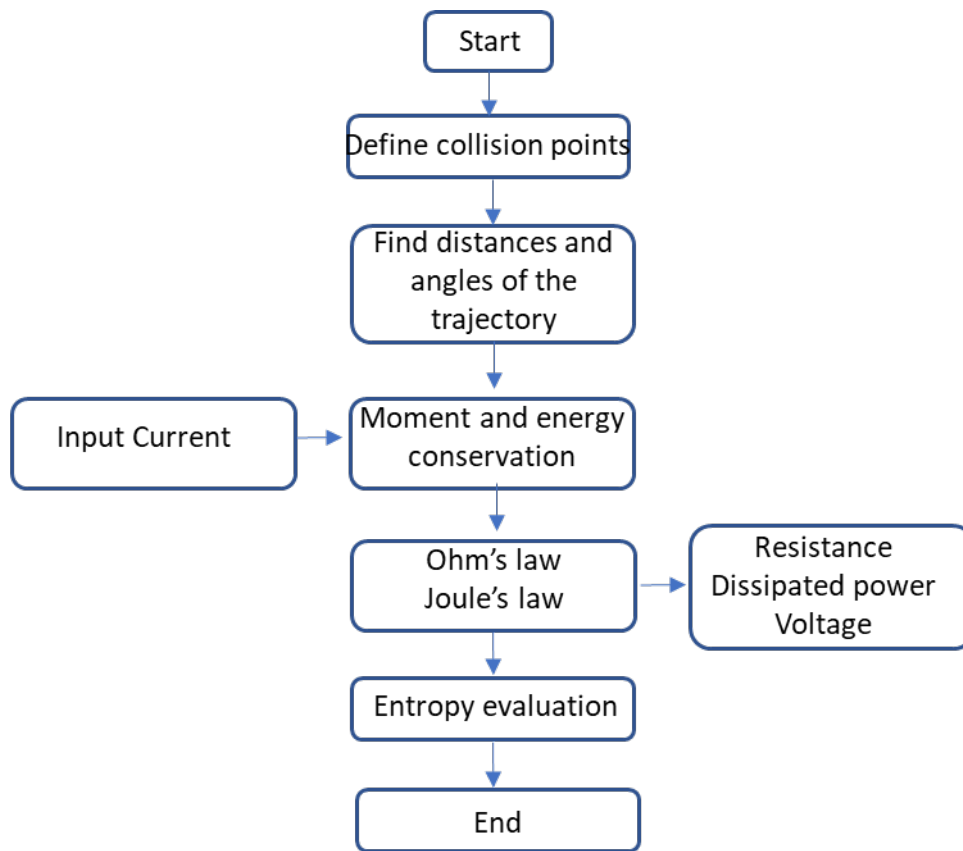 Start
Define collision points
Find distances and
angles of the
trajectory
Input Current
Moment and energy
conservation
Ohm’s law
Joule’s law
Resistance
Dissipated power
Voltage
Entropy evaluation
End